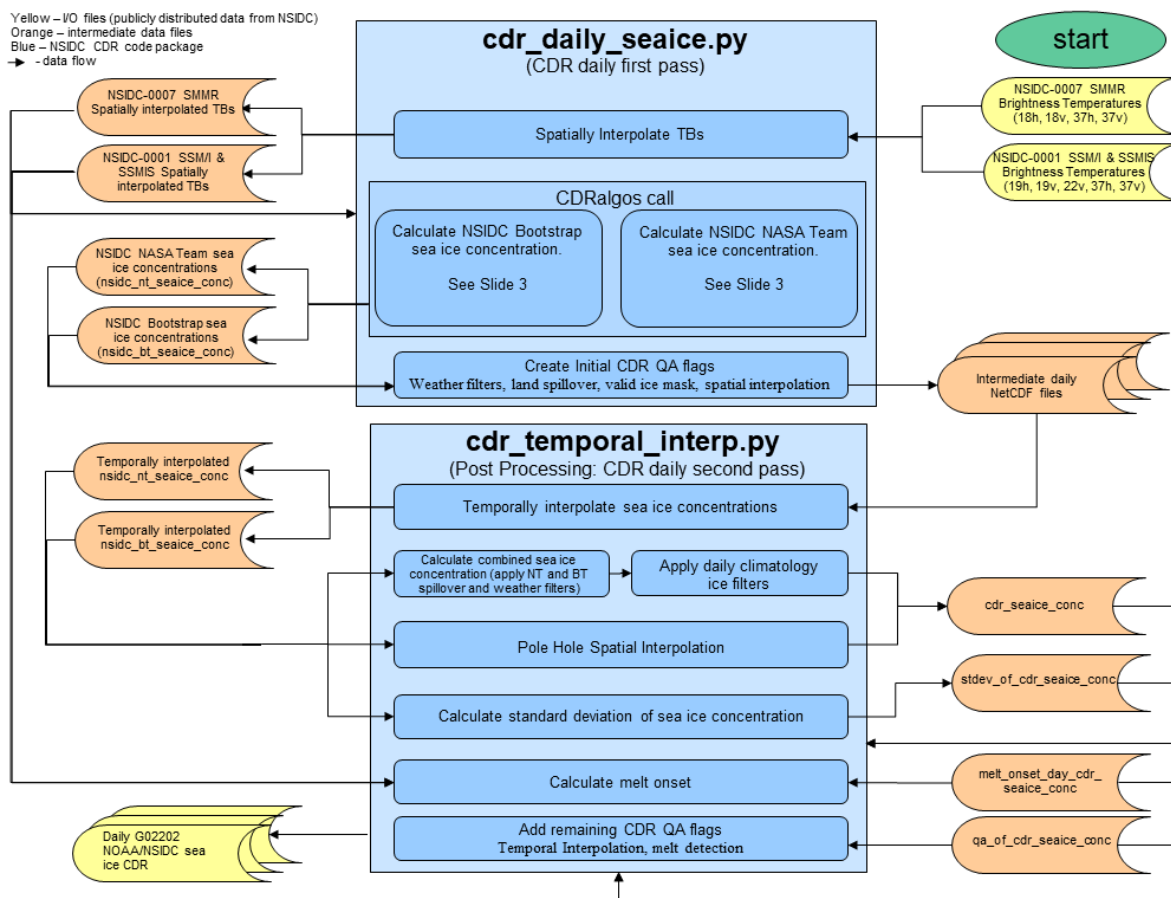 Yellow – I/O files (publicly distributed data from NSIDC)
Orange – intermediate data files
Blue – NSIDC CDR code package
- data flow
cdr_daily_seaice.py
(CDR daily first pass)
start
NSIDC-0007 SMMR
Spatially interpolated TBs
NSIDC-0001 SSM/I &
SSMIS Spatially
interpolated TBs
Spatially Interpolate TBs
NSIDC-0007 SMMR
Brightness Temperatures
(18h, 18v, 37h, 37v)
NSIDC-0001 SSM/I & SSMIS
Brightness Temperatures
(19h, 19v, 22v, 37h, 37v)
CDRalgos call
Calculate NSIDC Bootstrap
sea ice concentration.
See Slide 3
Calculate NSIDC NASA Team
sea ice concentration.
See Slide 3
NSIDC NASA Team sea
ice concentrations
(nsidc_nt_seaice_conc)
NSIDC Bootstrap sea
ice concentrations
(nsidc_bt_seaice_conc)
Create Initial CDR QA flags
Weather filters, land spillover, valid ice mask, spatial interpolation
Intermediate daily
NetCDF files
cdr_temporal_interp.py
(Post Processing: CDR daily second pass)
Temporally interpolated
nsidc_nt_seaice_conc
Temporally interpolated
nsidc_bt_seaice_conc
Temporally interpolate sea ice concentrations
Calculate combined sea ice
concentration (apply NT and BT
spillover and weather filters)
Apply daily climatology
ice filters
Pole Hole Spatial Interpolation
Calculate standard deviation of sea ice concentration
Calculate melt onset
Add remaining CDR QA flags
Temporal Interpolation, melt detection
cdr_seaice_conc
stdev_of_cdr_seaice_conc
melt_onset_day_cdr_
seaice_conc
qa_of_cdr_seaice_conc
Daily G02202
NOAA/NSIDC sea
ice CDR